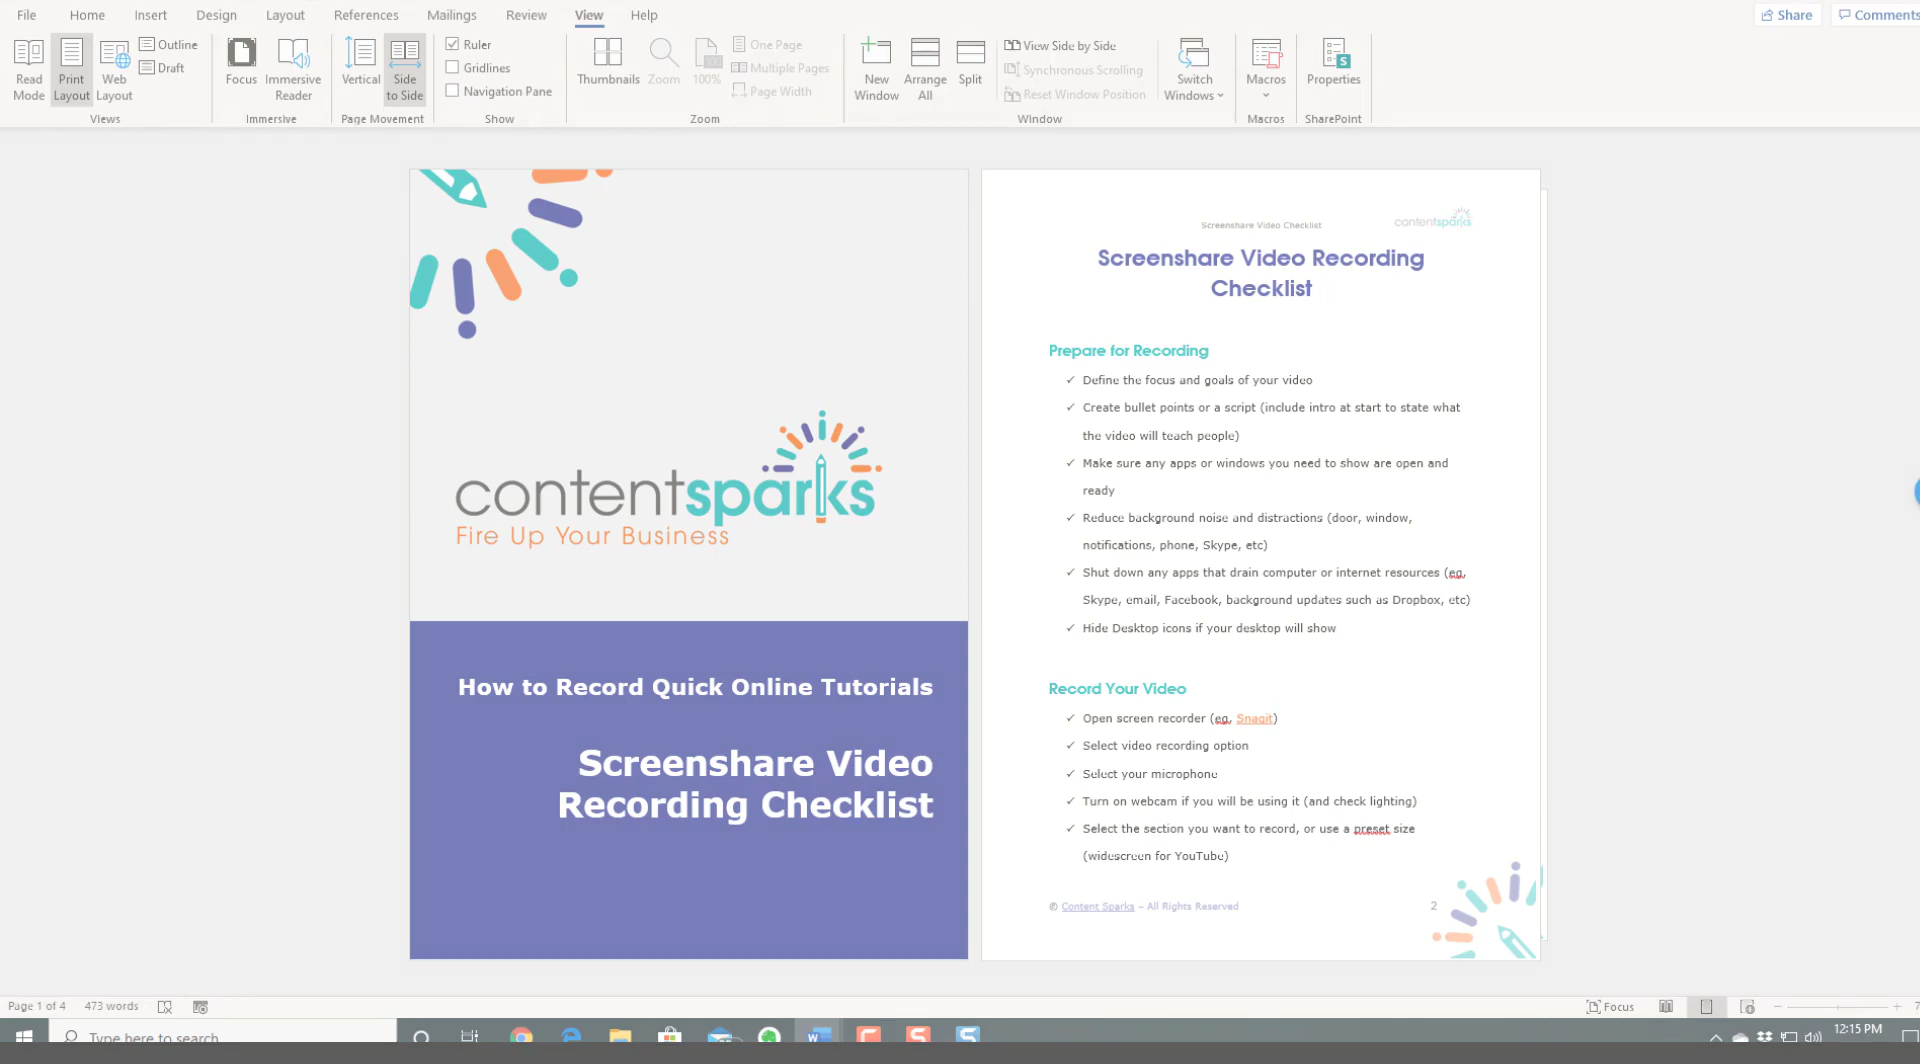 File Home Insert Design Layout References Mailings Review View Help Share Comments
Read Mode
Print Layout
Web Layout
Outline
Draft
Views
Focus
Immersive Reader
Immersive
Vertical
Side to Side
Page Movement
Ruler
Gridlines
Navigation Pane
Show
Thumbnails
Zoom
100%
One Page
Multiple Pages
Page Width
Zoom
New Window
Arrange All
Split
View Side by Side
Synchronous Scrolling
Reset Window Position
Switch Windows
Window
Macros
Macros
Properties
SharePoint
contentsparks
Fire Up Your Business
How to Record Quick Online Tutorials
Screenshare Video
Recording Checklist
Screenshare Video Checklist
contentsparks
Screenshare Video Recording
Checklist
Prepare for Recording
✓ Define the focus and goals of your video
✓ Create bullet points or a script (include intro at start to state what
the video will teach people)
✓ Make sure any apps or windows you need to show are open and
ready
✓ Reduce background noise and distractions (door, window,
notifications, phone, Skype, etc)
✓ Shut down any apps that drain computer or internet resources (eg,
Skype, email, Facebook, background updates such as Dropbox, etc)
✓ Hide Desktop icons if your desktop will show
Record Your Video
✓ Open screen recorder (eg, Snagit)
✓ Select video recording option
✓ Select your microphone
✓ Turn on webcam if you will be using it (and check lighting)
✓ Select the section you want to record, or use a preset size
(widescreen for YouTube)
© Content Sparks – All Rights Reserved
2
Page 1 of 4 473 words
Focus
7
Type here to search
12:15 PM